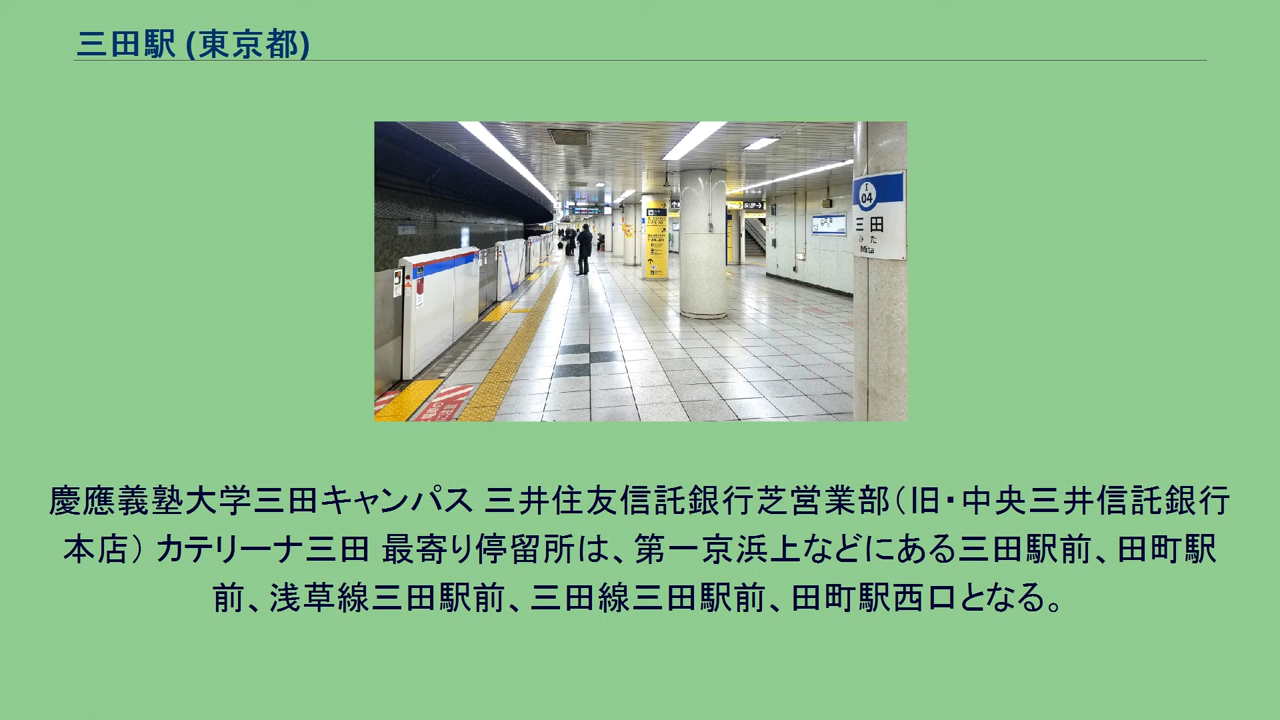 三田駅 (東京都)
I
04
三田
みた
Mita
慶應義塾大学三田キャンパス 三井住友信託銀行芝営業部（旧・中央三井信託銀行
本店） カテリーナ三田 最寄り停留所は、第一京浜上などにある三田駅前、田町駅
前、浅草線三田駅前、三田線三田駅前、田町駅西口となる。